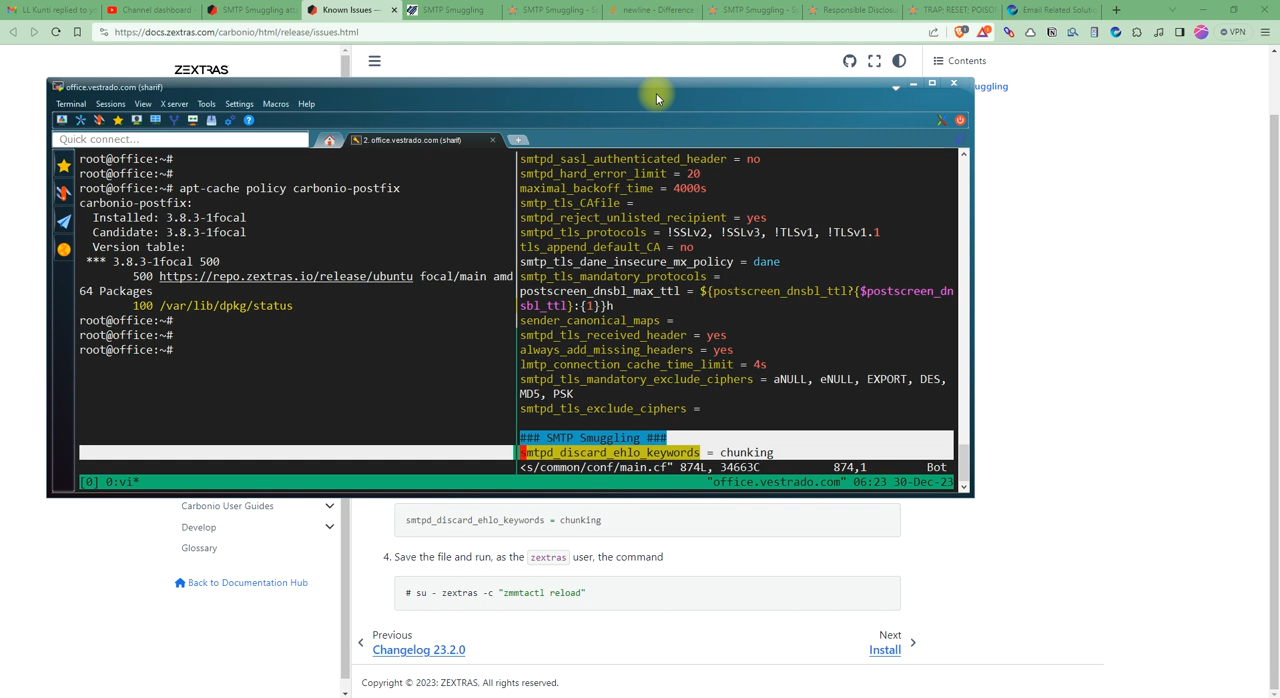 LL Kunti replied to yo
Channel dashboard
SMTP Smuggling att
Known Issues —
SMTP Smuggling
SMTP Smuggling - S
newline - Difference
SMTP Smuggling - S
Responsible Disclosu
TRAP; RESET; POISO
Email Related Soluti
https://docs.zextras.com/carbonio/html/release/issues.html
VPN
ZEXTRAS
Contents
uggling
office.vestrado.com (sharif)
Terminal Sessions View X server Tools Settings Macros Help
Quick connect...
2. office.vestrado.com (sharif)
root@office:~#
root@office:~#
root@office:~# apt-cache policy carbonio-postfix
carbonio-postfix:
Installed: 3.8.3-1focal
Candidate: 3.8.3-1focal
Version table:
*** 3.8.3-1focal 500
500 https://repo.zextras.io/release/ubuntu focal/main amd
64 Packages
100 /var/lib/dpkg/status
root@office:~#
root@office:~#
root@office:~#
smtpd_sasl_authenticated_header = no
smtpd_hard_error_limit = 20
maximal_backoff_time = 4000s
smtp_tls_CAfile =
smtpd_reject_unlisted_recipient = yes
smtpd_tls_protocols = !SSLv2, !SSLv3, !TLSv1, !TLSv1.1
tls_append_default_CA = no
smtp_tls_dane_insecure_mx_policy = dane
smtp_tls_mandatory_protocols =
postscreen_dnsbl_max_ttl = ${postscreen_dnsbl_ttl?{$postscreen_dn
sbl_ttl}:{1}}h
sender_canonical_maps =
smtpd_tls_received_header = yes
always_add_missing_headers = yes
lmtp_connection_cache_time_limit = 4s
smtpd_tls_mandatory_exclude_ciphers = aNULL, eNULL, EXPORT, DES,
MD5, PSK
smtpd_tls_exclude_ciphers =
### SMTP Smuggling ###
smtpd_discard_ehlo_keywords = chunking
<s/common/conf/main.cf" 874L, 34663C 874,1 Bot
[0] 0:vi* "office.vestrado.com" 06:23 30-Dec-23
Carbonio User Guides
Develop
Glossary
Back to Documentation Hub
smtpd_discard_ehlo_keywords = chunking
4. Save the file and run, as the zextras user, the command
# su - zextras -c "zmmtactl reload"
Previous
Changelog 23.2.0
Next
Install
Copyright © 2023: ZEXTRAS, All rights reserved.